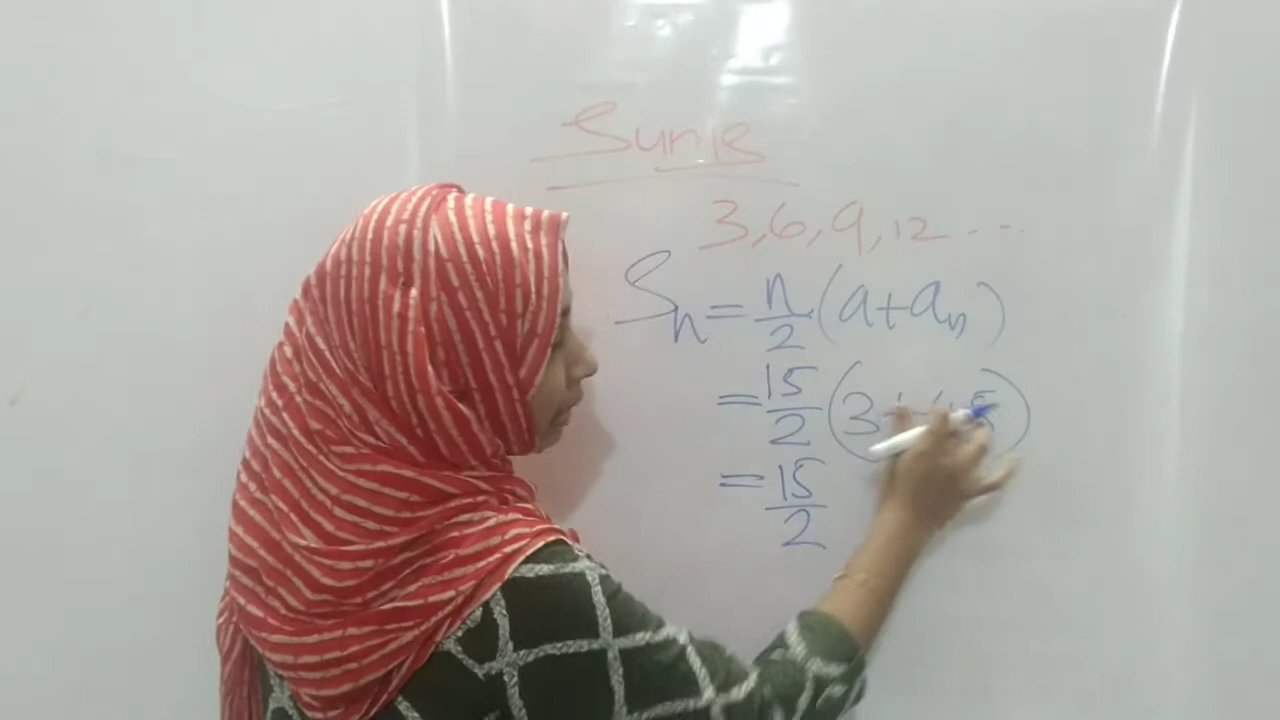 Sums
3, 6, 9, 12 ...
Sn = n/2 (a + an)
= 15/2 (3 + 45)
= 15/2